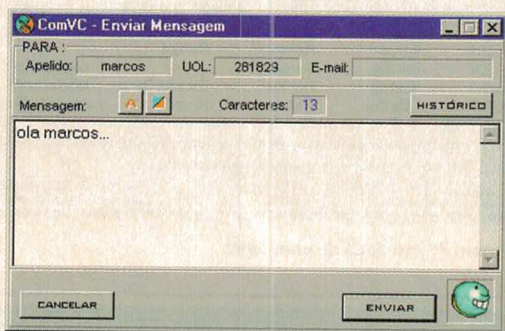 ComVC - Enviar Mensagem
PARA :
Apelido: marcos UOL: 281829 E-mail:
Mensagem: A Caracteres: 13 HISTÓRICO
ola marcos...
CANCELAR ENVIAR